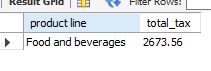 Result Grid
Filter Rows:
product line total_tax
Food and beverages 2673.56